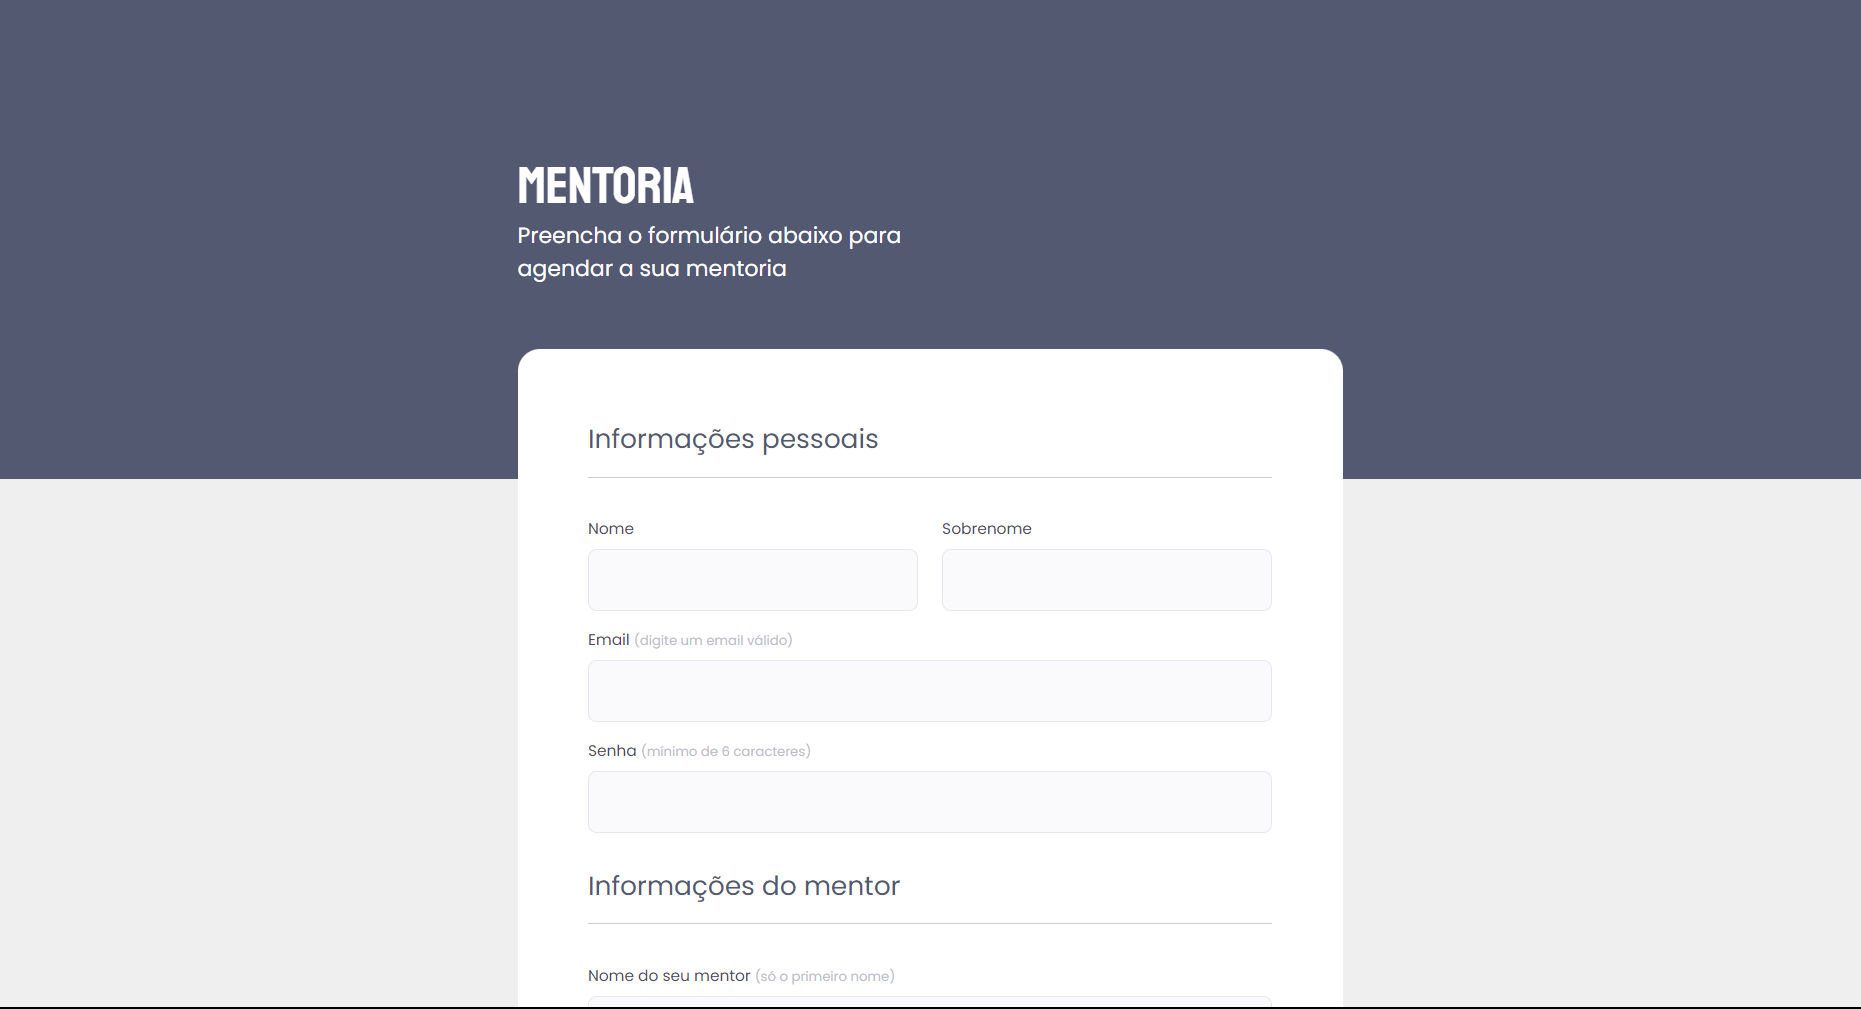 MENTORIA
Preencha o formulário abaixo para
agendar a sua mentoria
Informações pessoais
Nome
Sobrenome
Email (digite um email válido)
Senha (mínimo de 6 caracteres)
Informações do mentor
Nome do seu mentor (só o primeiro nome)